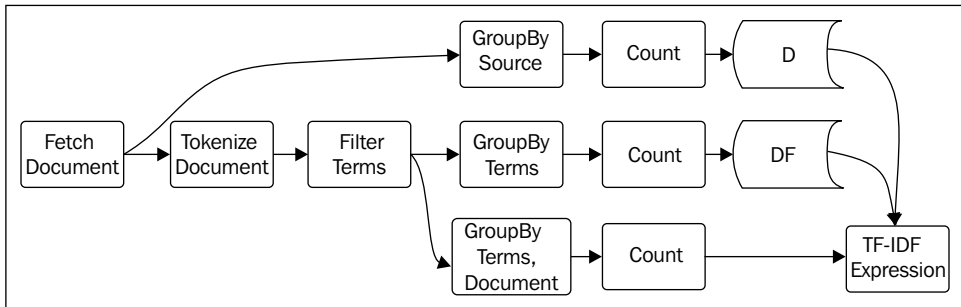 GroupBy
Source
Count
D
Fetch
Document
Tokenize
Document
Filter
Terms
GroupBy
Terms
Count
DF
GroupBy
Terms,
Document
Count
TF-IDF
Expression